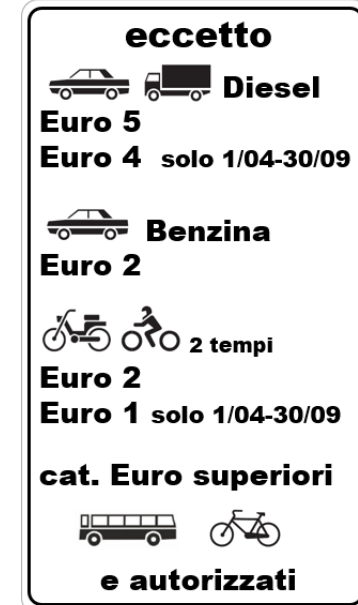 eccetto
Diesel
Euro 5
Euro 4 solo 1/04-30/09
Benzina
Euro 2
2 tempi
Euro 2
Euro 1 solo 1/04-30/09
cat. Euro superiori
e autorizzati